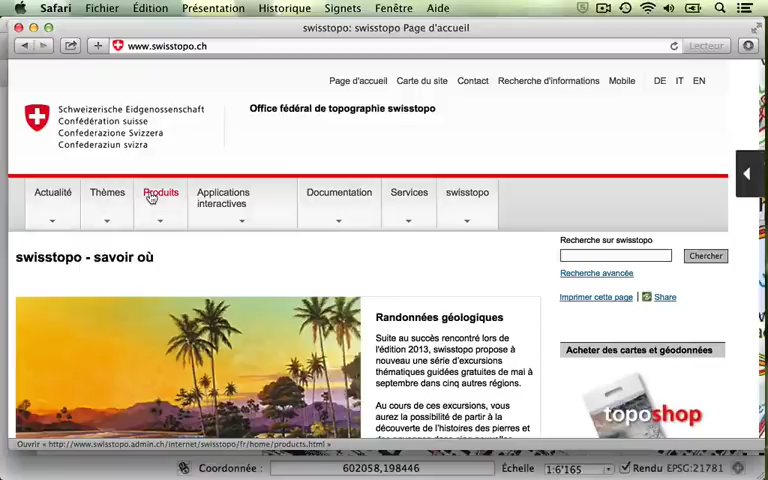 Safari Fichier Édition Présentation Historique Signets Fenêtre Aide
swisstopo: swisstopo Page d'accueil
www.swisstopo.ch
Lecteur
Page d'accueil Carte du site Contact Recherche d'informations Mobile DE IT EN
Schweizerische Eidgenossenschaft
Confédération suisse
Confederazione Svizzera
Confederaziun svizra
Office fédéral de topographie swisstopo
Actualité Thèmes Produits Applications interactives Documentation Services swisstopo
swisstopo - savoir où
Recherche sur swisstopo
Chercher
Recherche avancée
Imprimer cette page | Share
Randonnées géologiques
Suite au succès rencontré lors de
l'édition 2013, swisstopo propose à
nouveau une série d'excursions
thématiques guidées gratuites de mai à
septembre dans cinq autres régions.
Au cours de ces excursions, vous
aurez la possibilité de partir à la
découverte de l'histoires des pierres et
Acheter des cartes et géodonnées
toposhop
Ouvrir « http://www.swisstopo.admin.ch/internet/swisstopo/fr/home/products.html »
Coordonnée : 602058,198446 Échelle 1:6'165 Rendu EPSG:21781